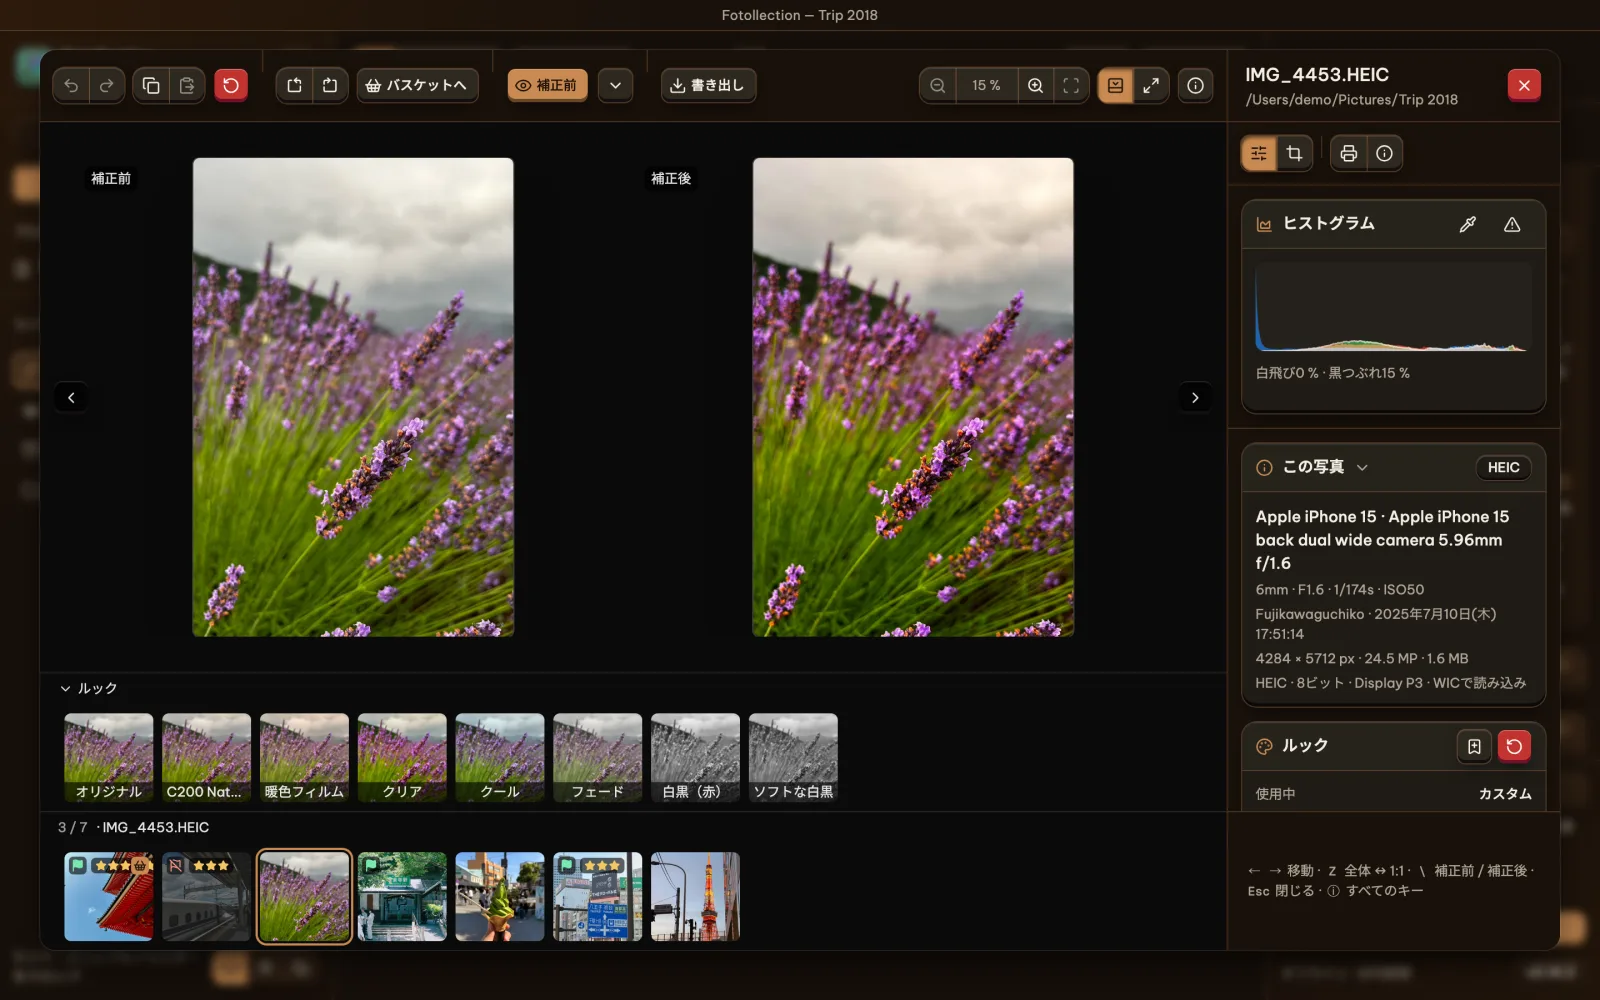 Fotollection — Trip 2018
バスケットへ
補正前
書き出し
15 %
IMG_4453.HEIC
/Users/demo/Pictures/Trip 2018
補正前
補正後
ヒストグラム
白飛び0 % · 黒つぶれ15 %
この写真
HEIC
Apple iPhone 15 · Apple iPhone 15
back dual wide camera 5.96mm
f/1.6
6mm · F1.6 · 1/174s · ISO50
Fujikawaguchiko · 2025年7月10日(木)
17:51:14
4284 × 5712 px · 24.5 MP · 1.6 MB
HEIC · 8ビット · Display P3 · WICで読み込み
ルック
使用中 カスタム
ルック
オリジナル
C200 Nat...
暖色フィルム
クリア
クール
フェード
白黒（赤）
ソフトな白黒
3 / 7 · IMG_4453.HEIC
← → 移動 · Z 全体 ↔ 1:1 · \ 補正前 / 補正後 ·
Esc 閉じる · ⓘ すべてのキー